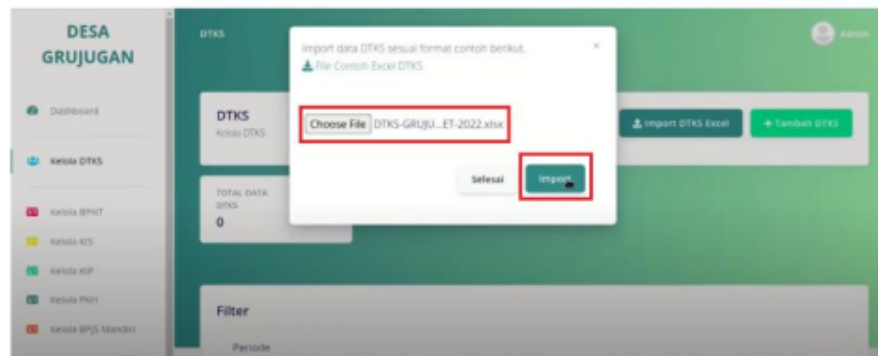 DESA
GRUJUGAN
Dashboard
Kelola DTKS
Kelola BPNT
Kelola KIS
Kelola KIP
Kelola PKH
Kelola BPJS Mandiri
DTKS
Admin
Import data DTKS sesuai format contoh berikut.
×
File Contoh Excel DTKS
Choose File DTKS-GRUJU...ET-2022.xlsx
Selesai
Import
DTKS
Kelola DTKS
Import DTKS Excel
+ Tambah DTKS
TOTAL DATA
DTKS
0
Filter
Periode